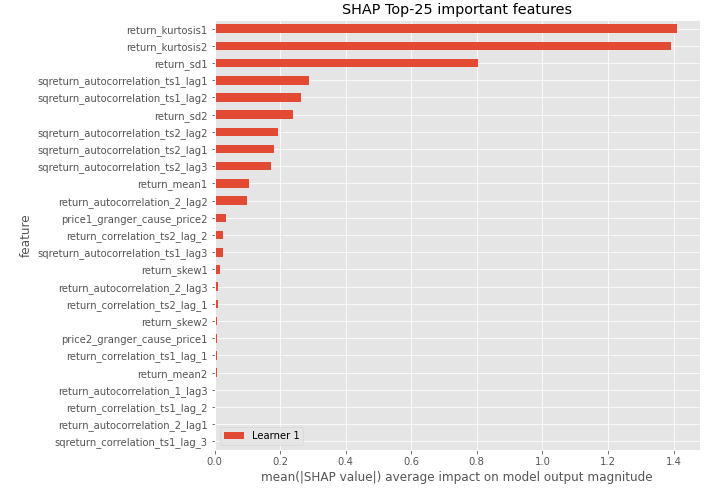 SHAP Top-25 important features
return_kurtosis1
return_kurtosis2
return_sd1
sqreturn_autocorrelation_ts1_lag1
sqreturn_autocorrelation_ts1_lag2
return_sd2
sqreturn_autocorrelation_ts2_lag2
sqreturn_autocorrelation_ts2_lag1
sqreturn_autocorrelation_ts2_lag3
return_mean1
return_autocorrelation_2_lag2
price1_granger_cause_price2
return_correlation_ts2_lag_2
sqreturn_autocorrelation_ts1_lag3
return_skew1
return_autocorrelation_2_lag3
return_correlation_ts2_lag_1
return_skew2
price2_granger_cause_price1
return_correlation_ts1_lag_1
return_mean2
return_autocorrelation_1_lag3
return_correlation_ts1_lag_2
return_autocorrelation_2_lag1
sqreturn_correlation_ts1_lag_3
feature
Learner 1
0.0 0.2 0.4 0.6 0.8 1.0 1.2 1.4
mean(|SHAP value|) average impact on model output magnitude